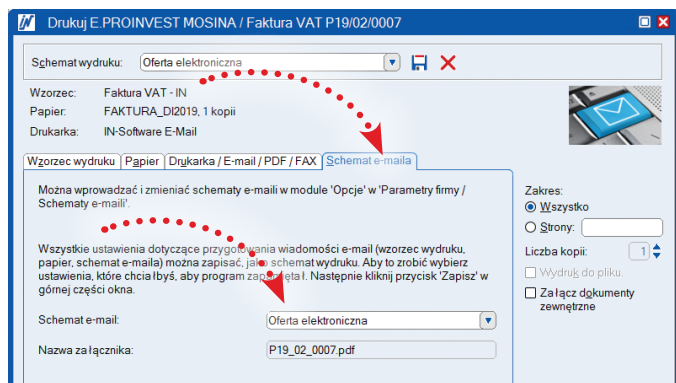 Drukuj E.PROINVEST MOSINA / Faktura VAT P19/02/0007
Schemat wydruku: Oferta elektroniczna
Wzorzec: Faktura VAT - IN
Papier: FAKTURA_DI2019, 1 kopii
Drukarka: IN-Software E-Mail
Wzorzec wydruku Papier Drukarka / E-mail / PDF / FAX Schemat e-maila
Można wprowadzać i zmieniać schematy e-maili w module 'Opcje' w 'Parametry firmy /
Schematy e-maili'.
Wszystkie ustawienia dotyczące przygotowania wiadomości e-mail (wzorzec wydruku,
papier, schemat e-maila) można zapisać, jako schemat wydruku. Aby to zrobić wybierz
ustawienia, które chciałbyś, aby program zapamiętał. Następnie kliknij przycisk 'Zapisz' w
górnej części okna.
Schemat e-mail: Oferta elektroniczna
Nazwa załącznika: P19_02_0007.pdf
Zakres:
Wszystko
Strony:
Liczba kopii: 1
Wydruk do pliku.
Załącz dokumenty
zewnętrzne